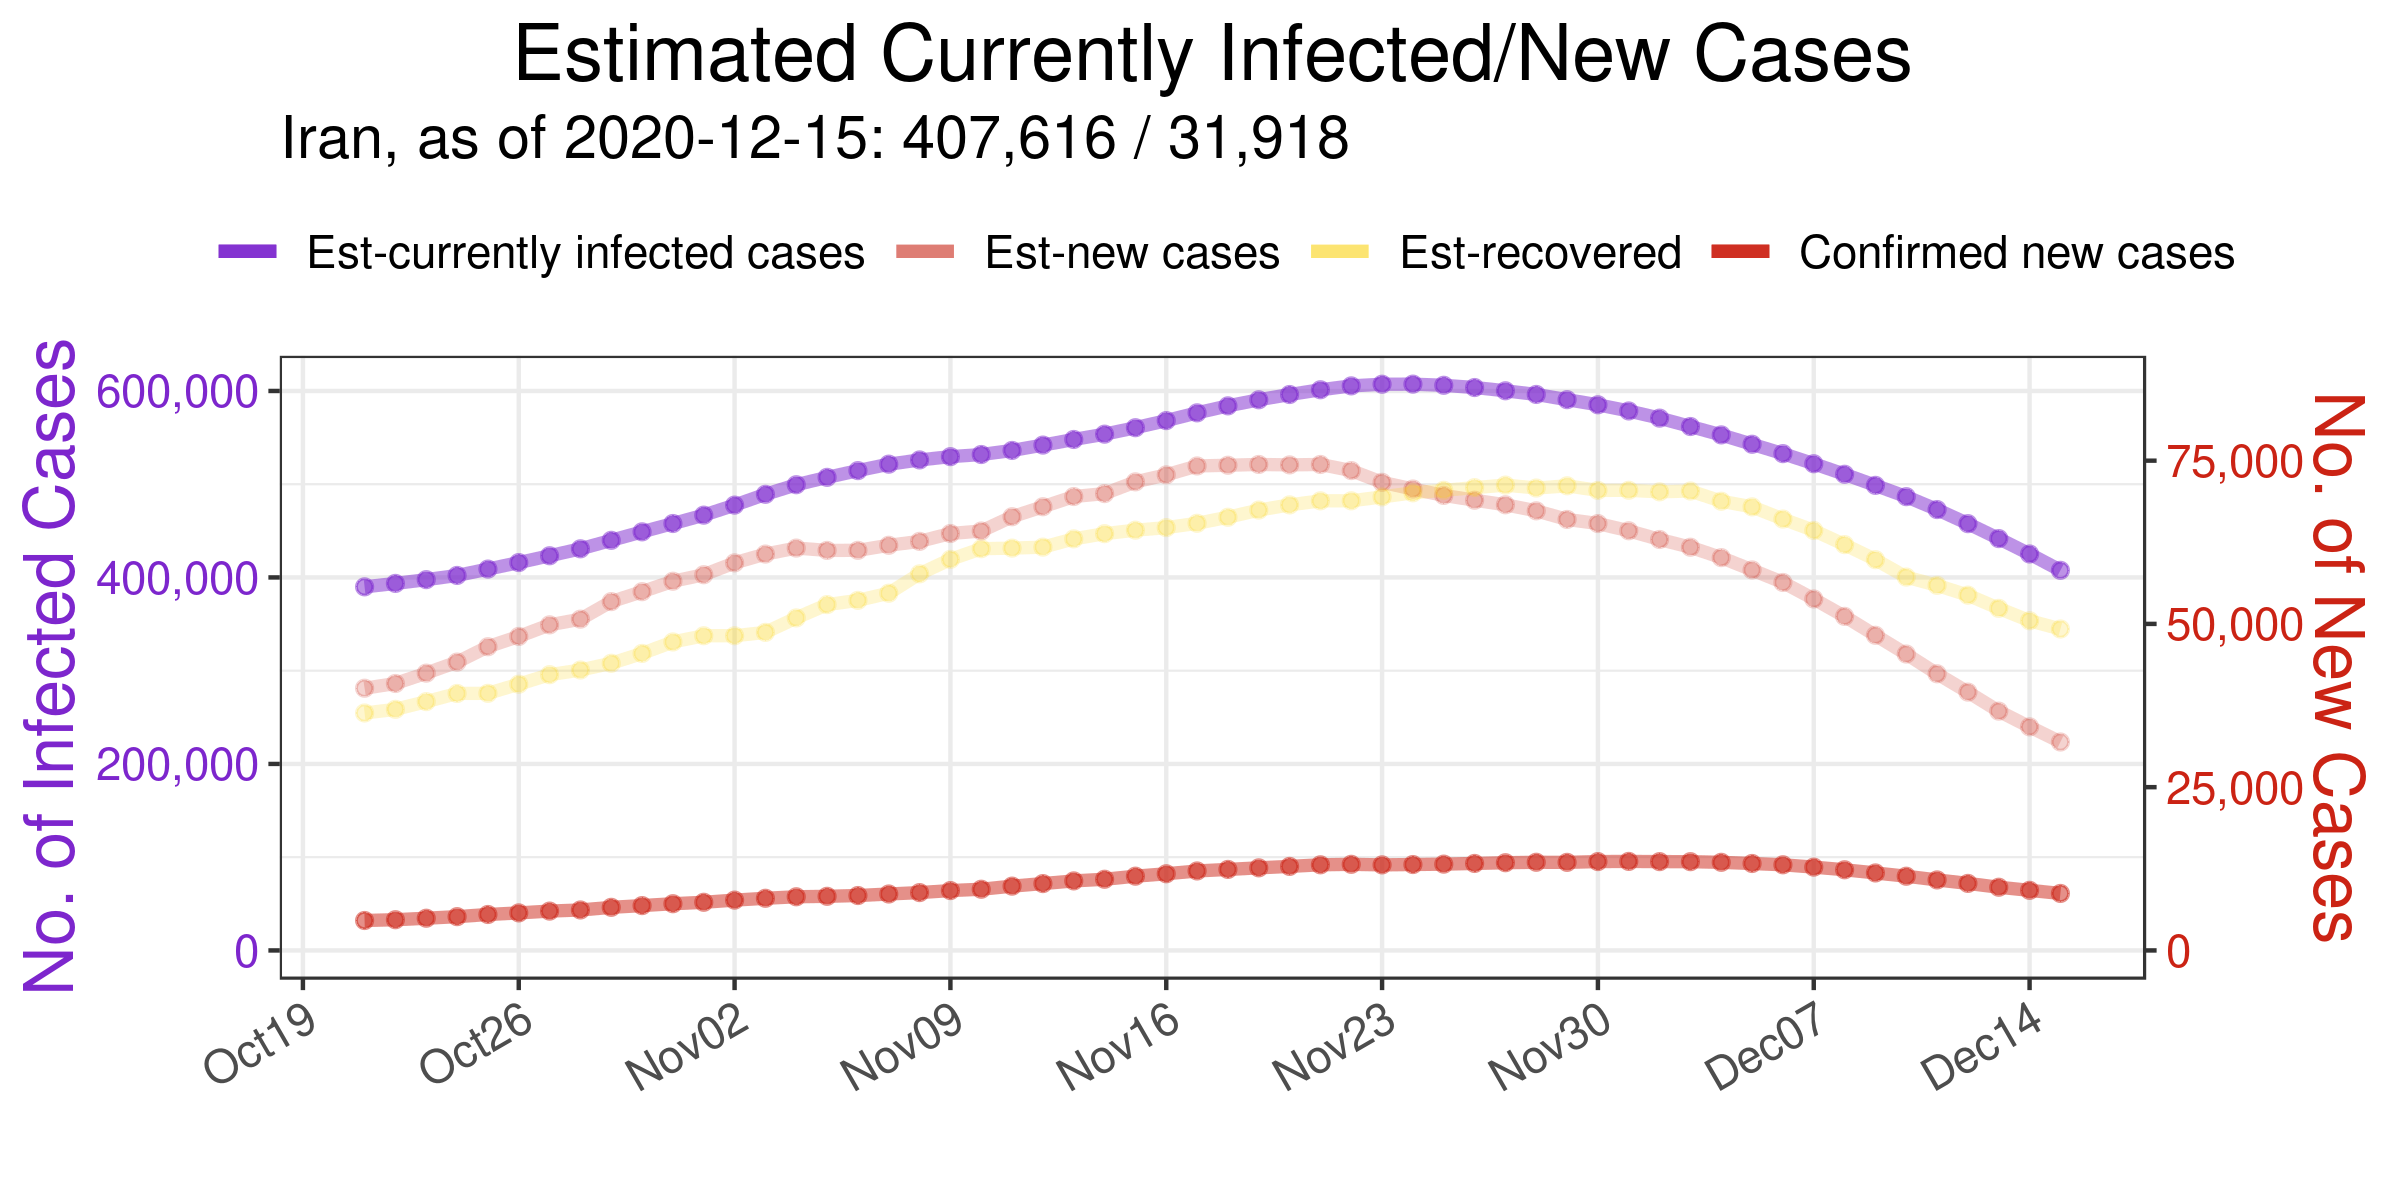 Estimated Currently Infected/New Cases
Iran, as of 2020-12-15: 407,616 / 31,918
Est-currently infected cases Est-new cases Est-recovered Confirmed new cases
No. of Infected Cases
600,000
400,000
200,000
0
75,000
50,000
25,000
0
No. of New Cases
Oct19 Oct26 Nov02 Nov09 Nov16 Nov23 Nov30 Dec07 Dec14